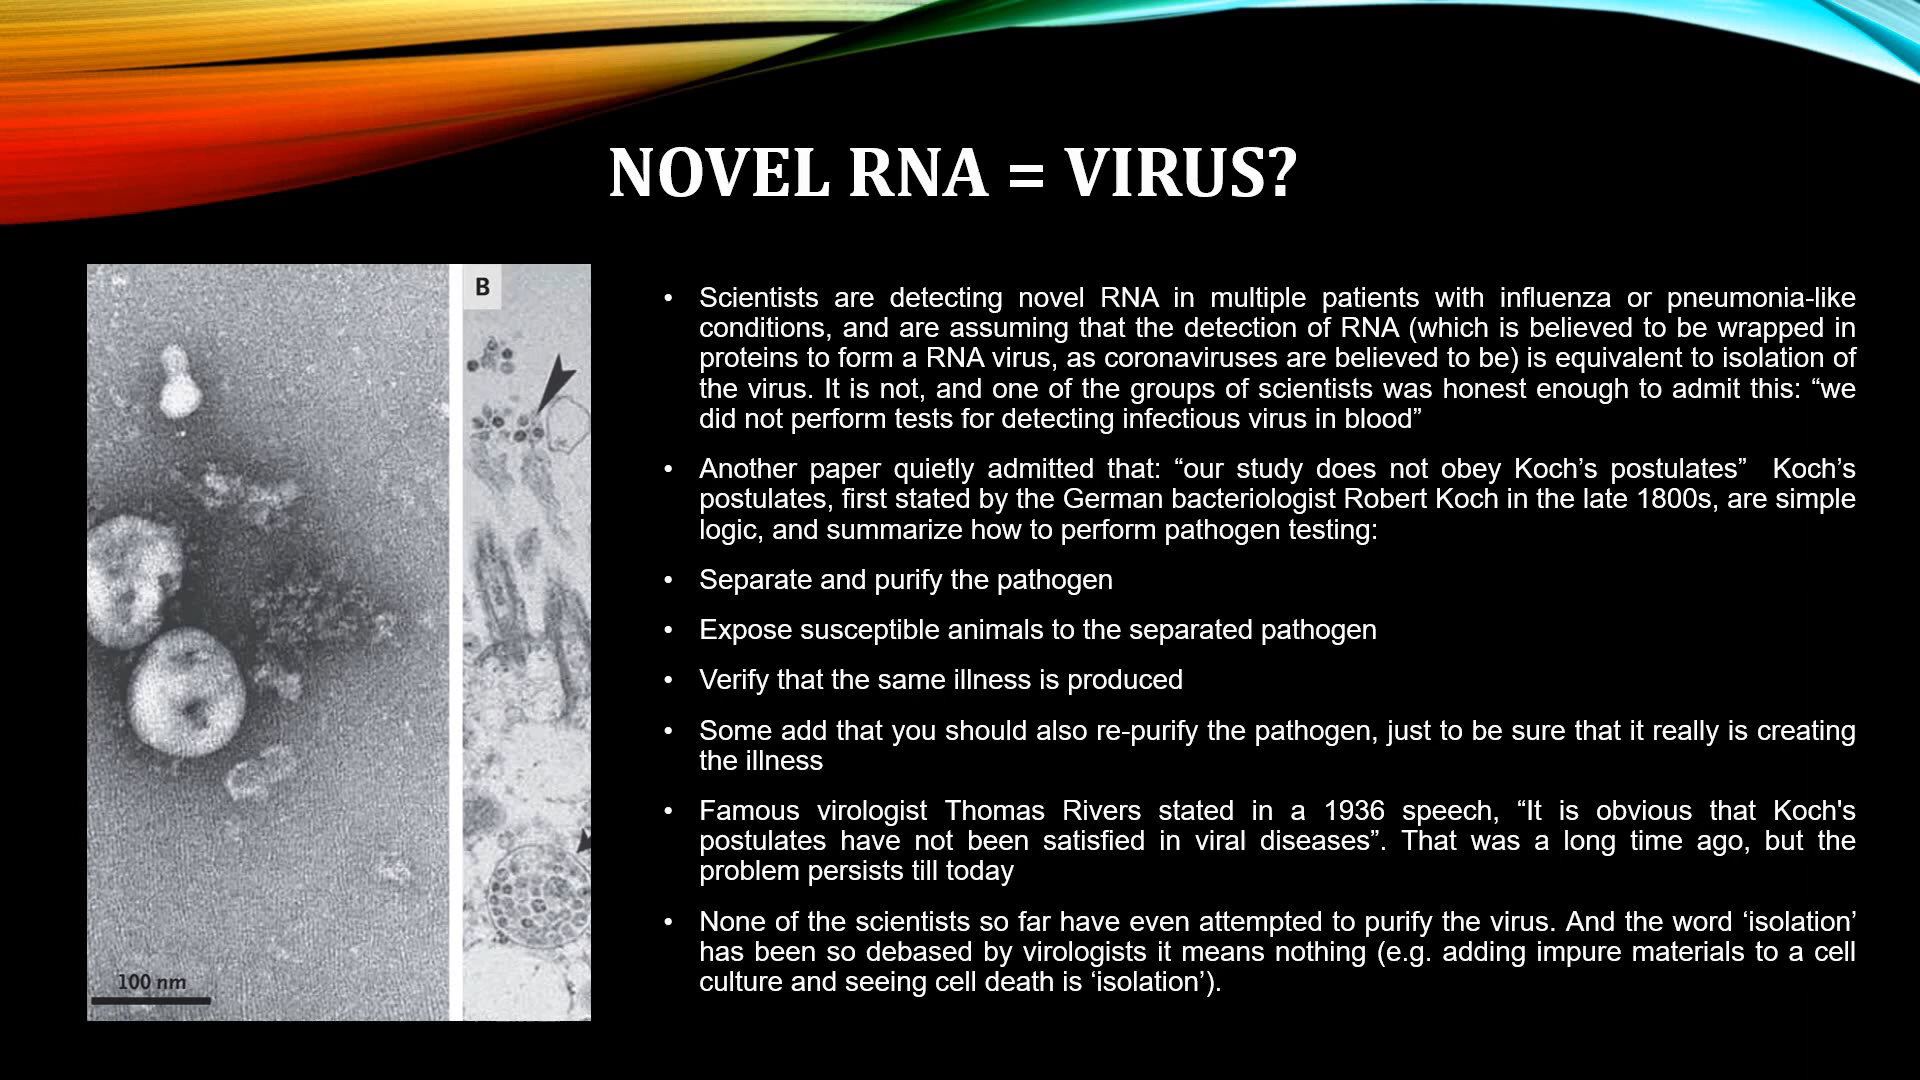 NOVEL RNA = VIRUS?
B
100 nm
• Scientists are detecting novel RNA in multiple patients with influenza or pneumonia-like
conditions, and are assuming that the detection of RNA (which is believed to be wrapped in
proteins to form a RNA virus, as coronaviruses are believed to be) is equivalent to isolation of
the virus. It is not, and one of the groups of scientists was honest enough to admit this: “we
did not perform tests for detecting infectious virus in blood”
• Another paper quietly admitted that: “our study does not obey Koch’s postulates”  Koch’s
postulates, first stated by the German bacteriologist Robert Koch in the late 1800s, are simple
logic, and summarize how to perform pathogen testing:
• Separate and purify the pathogen
• Expose susceptible animals to the separated pathogen
• Verify that the same illness is produced
• Some add that you should also re-purify the pathogen, just to be sure that it really is creating
the illness
• Famous virologist Thomas Rivers stated in a 1936 speech, “It is obvious that Koch's
postulates have not been satisfied in viral diseases”. That was a long time ago, but the
problem persists till today
• None of the scientists so far have even attempted to purify the virus. And the word ‘isolation’
has been so debased by virologists it means nothing (e.g. adding impure materials to a cell
culture and seeing cell death is ‘isolation’).